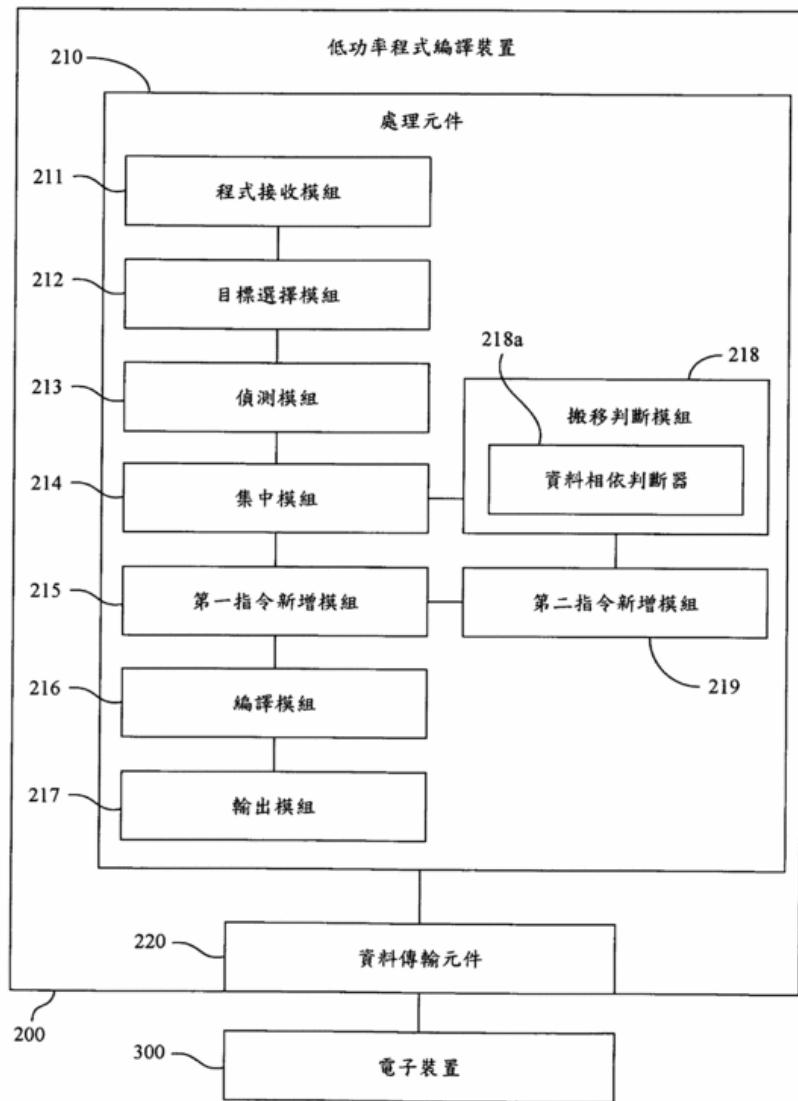 低功率程式編譯裝置
210
處理元件
211
程式接收模組
212
目標選擇模組
218a
218
213
偵測模組
搬移判斷模組
資料相依判斷器
214
集中模組
215
第一指令新增模組
第二指令新增模組
216
編譯模組
219
217
輸出模組
220
資料傳輸元件
200
300
電子裝置